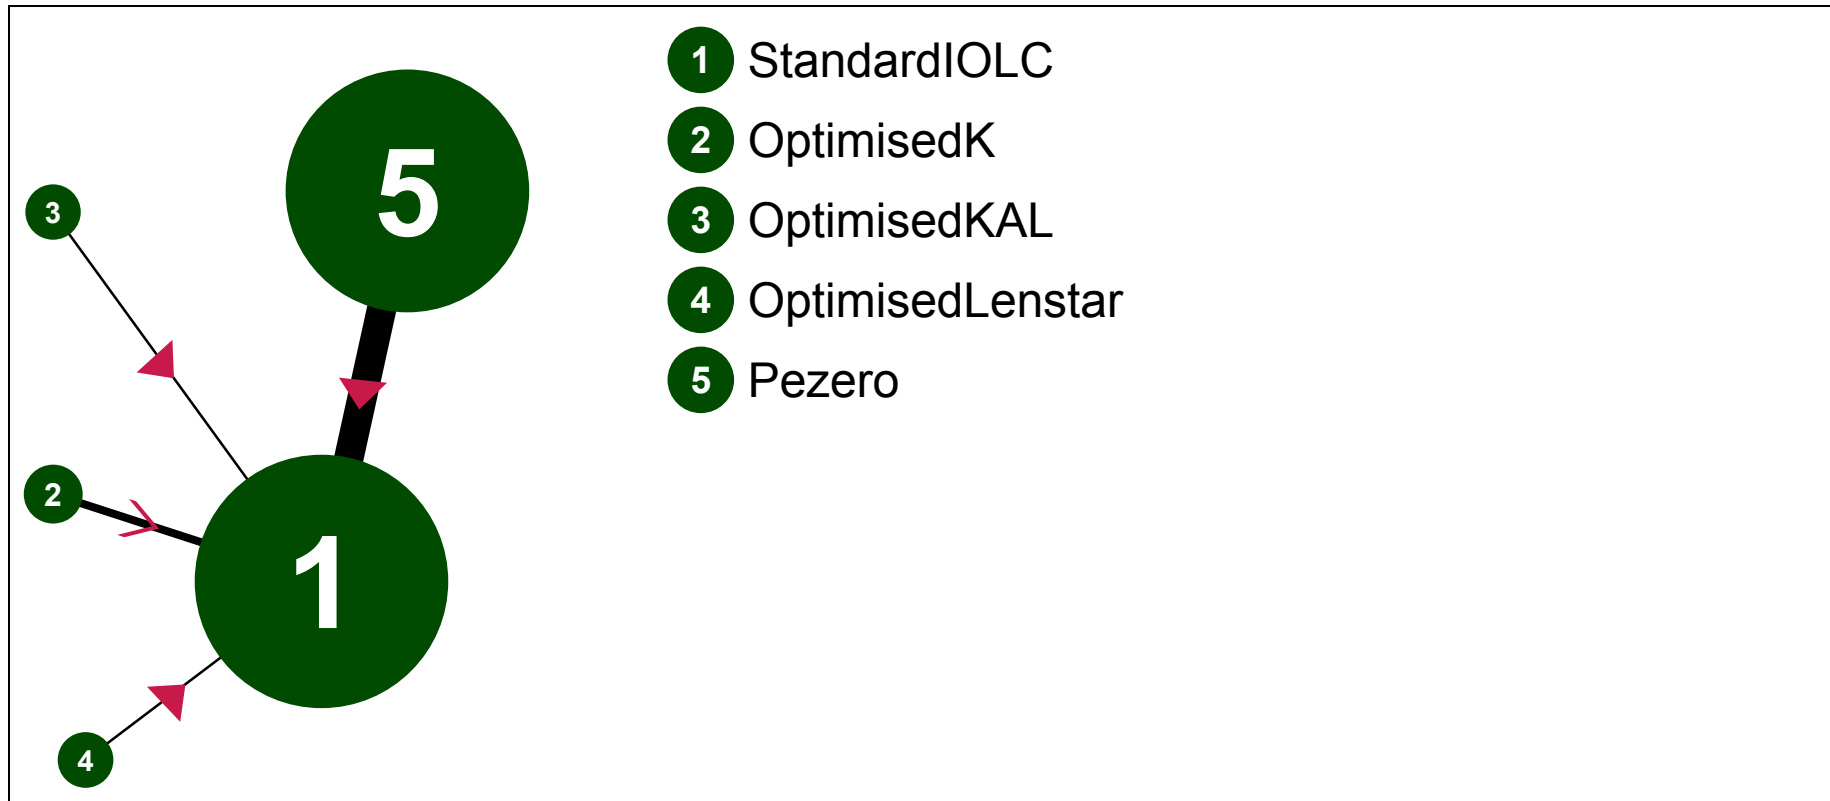 5
3
2
1
4
1 StandardIOLC
2 OptimisedK
3 OptimisedKAL
4 OptimisedLenstar
5 Pezero